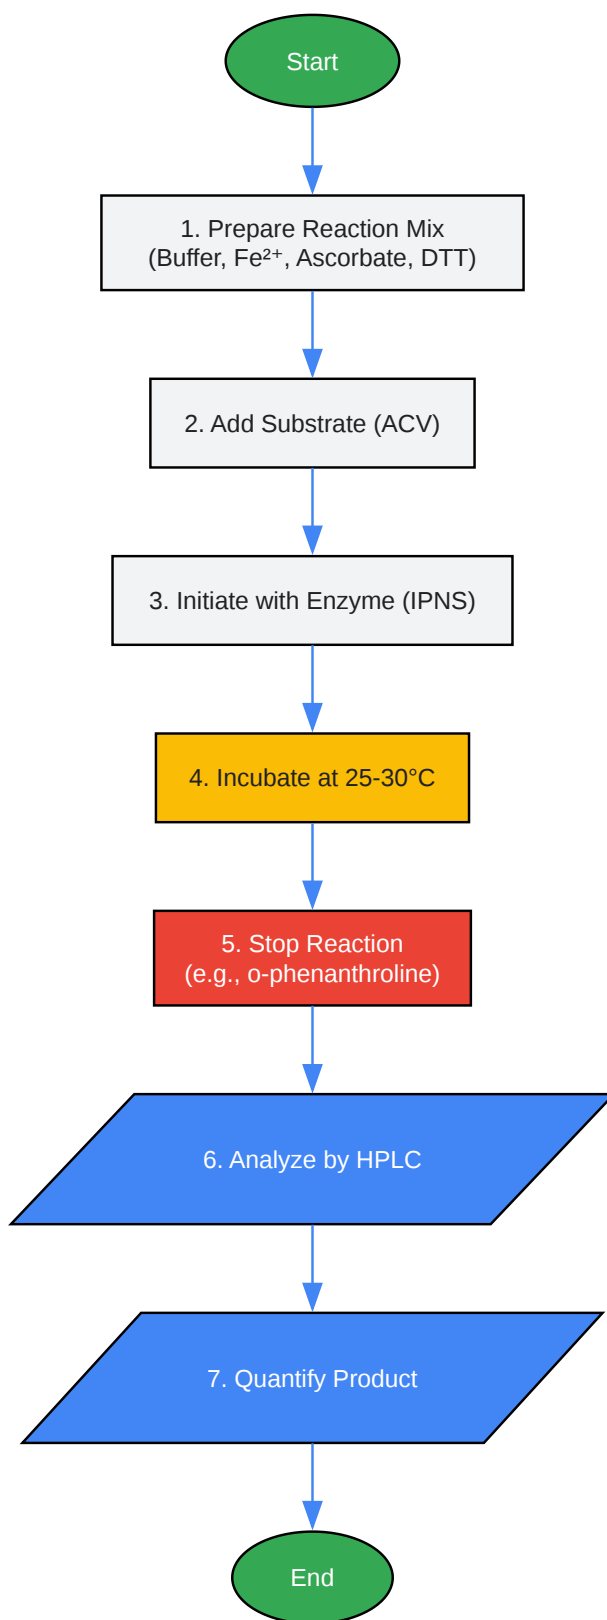 Start
1. Prepare Reaction Mix
(Buffer, Fe²⁺, Ascorbate, DTT)
2. Add Substrate (ACV)
3. Initiate with Enzyme (IPNS)
4. Incubate at 25-30°C
5. Stop Reaction
(e.g., o-phenanthroline)
6. Analyze by HPLC
7. Quantify Product
End